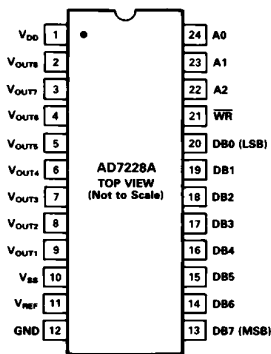 VDD 1 24 A0
VOUT8 2 23 A1
VOUT7 3 22 A2
VOUT6 4 21 WR
VOUT5 5 20 DB0 (LSB)
VOUT4 6 19 DB1
AD7228A
TOP VIEW
(Not to Scale)
VOUT3 7 18 DB2
VOUT2 8 17 DB3
VOUT1 9 16 DB4
VSS 10 15 DB5
VREF 11 14 DB6
GND 12 13 DB7 (MSB)